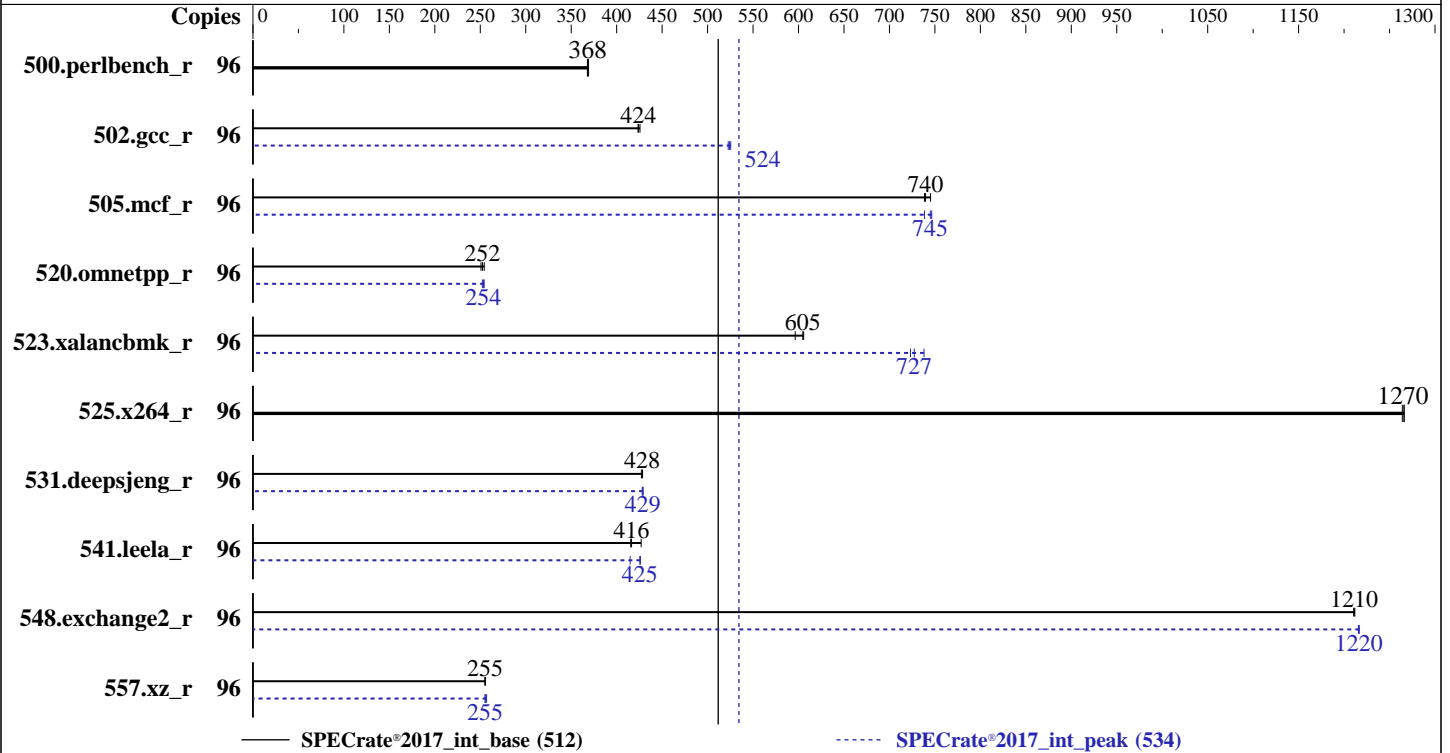 Copies 0 100 150 200 250 300 350 400 450 500 550 600 650 700 750 800 850 900 950 1050 1150 1300
368
500.perlbench_r 96
424
502.gcc_r 96
524
740
505.mcf_r 96
745
252
520.omnetpp_r 96
254
605
523.xalancbmk_r 96
727
1270
525.x264_r 96
428
531.deepsjeng_r 96
429
416
541.leela_r 96
425
1210
548.exchange2_r 96
1220
255
557.xz_r 96
255
SPECrate®2017_int_base (512) SPECrate®2017_int_peak (534)